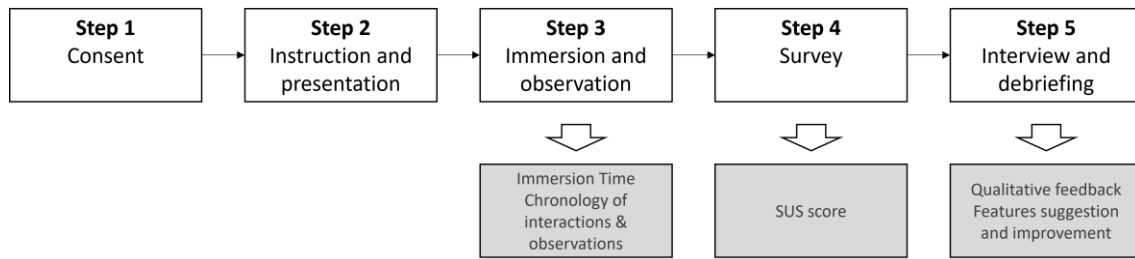 Step 1
Consent
Step 2
Instruction and
presentation
Step 3
Immersion and
observation
Step 4
Survey
Step 5
Interview and
debriefing
Immersion Time
Chronology of
interactions &
observations
SUS score
Qualitative feedback
Features suggestion
and improvement